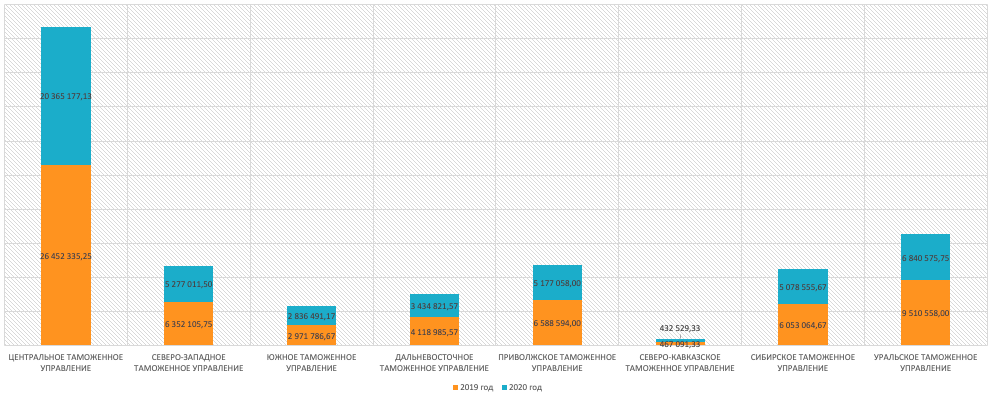 20 365 177,13
26 452 335,25
5 277 011,50
6 352 105,75
2 836 491,17
2 971 786,67
3 434 821,57
4 118 985,57
5 177 058,00
6 588 594,00
432 529,33
467 091,33
5 078 555,67
6 053 064,67
6 840 575,75
9 510 558,00
ЦЕНТРАЛЬНОЕ ТАМОЖЕННОЕ
УПРАВЛЕНИЕ
СЕВЕРО-ЗАПАДНОЕ
ТАМОЖЕННОЕ УПРАВЛЕНИЕ
ЮЖНОЕ ТАМОЖЕННОЕ
УПРАВЛЕНИЕ
ДАЛЬНЕВОСТОЧНОЕ
ТАМОЖЕННОЕ УПРАВЛЕНИЕ
ПРИВОЛЖСКОЕ ТАМОЖЕННОЕ
УПРАВЛЕНИЕ
СЕВЕРО-КАВКАЗСКОЕ
ТАМОЖЕННОЕ УПРАВЛЕНИЕ
СИБИРСКОЕ ТАМОЖЕННОЕ
УПРАВЛЕНИЕ
УРАЛЬСКОЕ ТАМОЖЕННОЕ
УПРАВЛЕНИЕ
2019 год
2020 год